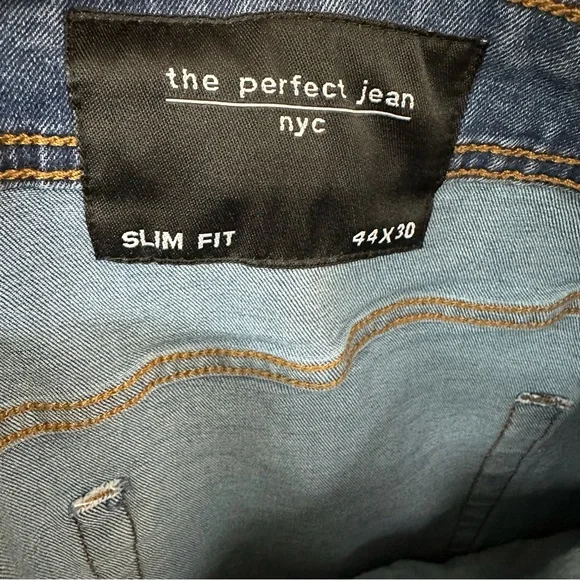 the perfect jean
nyc
SLIM FIT 44X30